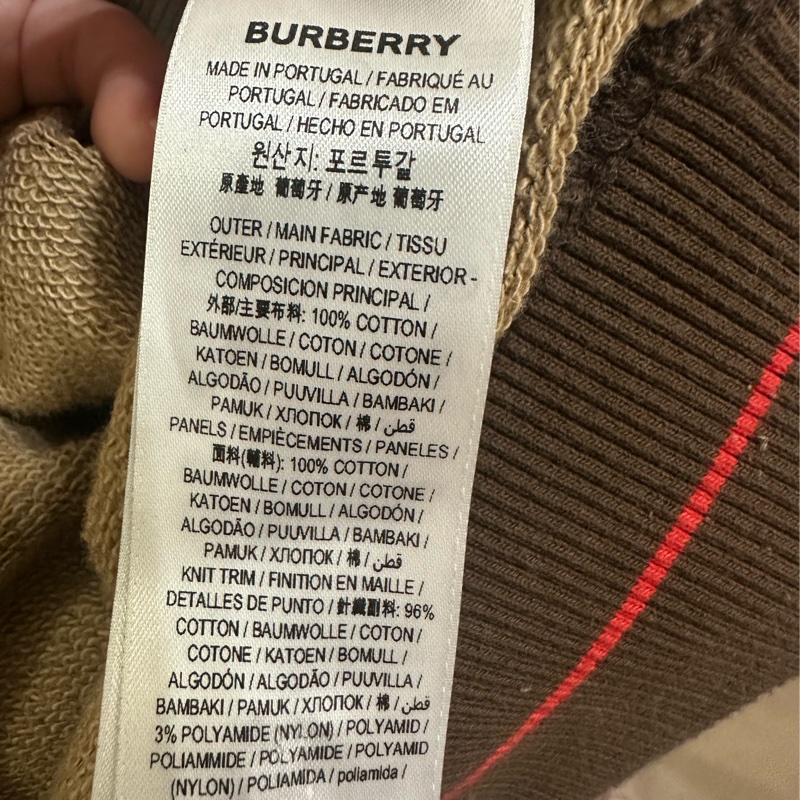 BURBERRY
MADE IN PORTUGAL / FABRIQUÉ AU
PORTUGAL / FABRICADO EM
PORTUGAL / HECHO EN PORTUGAL
원산지: 포르투갈
原產地 葡萄牙 / 原产地 葡萄牙
OUTER / MAIN FABRIC / TISSU
EXTÉRIEUR / PRINCIPAL / EXTERIOR -
COMPOSICION PRINCIPAL /
外部/主要布料: 100% COTTON /
BAUMWOLLE / COTON / COTONE /
KATOEN / BOMULL / ALGODÓN /
ALGODÃO / PUUVILLA / BAMBAKI /
PAMUK / ХЛОПОК / 棉 / قطن
PANELS / EMPIÈCEMENTS / PANELES /
面料(輔料): 100% COTTON /
BAUMWOLLE / COTON / COTONE /
KATOEN / BOMULL / ALGODÓN /
ALGODÃO / PUUVILLA / BAMBAKI /
PAMUK / ХЛОПОК / 棉 / قطن
KNIT TRIM / FINITION EN MAILLE /
DETALLES DE PUNTO / 針織副料: 96%
COTTON / BAUMWOLLE / COTON /
COTONE / KATOEN / BOMULL /
ALGODÓN / ALGODÃO / PUUVILLA /
BAMBAKI / PAMUK / ХЛОПОК / 棉 / قطن
3% POLYAMIDE (NYLON) / POLYAMID /
POLIAMMIDE / POLYAMIDE / POLYAMID
(NYLON) / POLIAMIDA / poliamida /